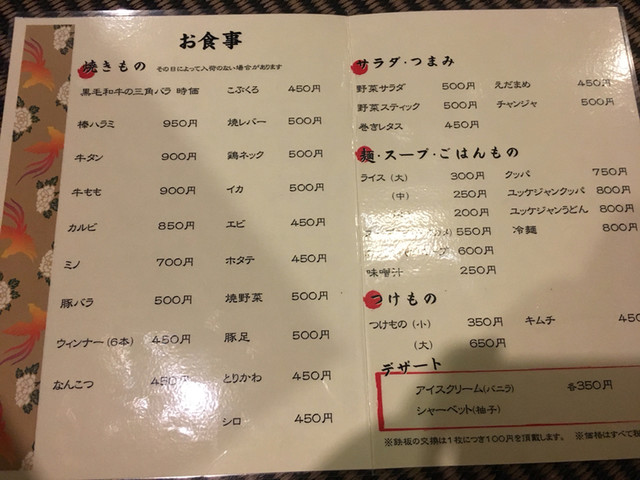 お食事
焼きもの その日によって入荷のない場合があります
黒毛和牛の三角バラ 時価
棒ハラミ 950円
牛タン 900円
牛もも 900円
カルビ 850円
ミノ 700円
豚バラ 500円
ウィンナー(6本) 450円
なんこつ 450円
こぶくろ 450円
焼レバー 500円
鶏ネック 500円
イカ 500円
エビ 450円
ホタテ 450円
焼野菜 500円
豚足 500円
とりかわ 450円
シロ 450円
サラダ・つまみ
野菜サラダ 500円 えだまめ 450円
野菜スティック 500円 チャンジャ 500円
巻きレタス 450円
麺・スープ・ごはんもの
ライス(大) 300円 クッパ 750円
(中) 250円 ユッケジャンクッパ 800円
200円 ユッケジャンうどん 800円
550円 冷麺 800円
600円
味噌汁 250円
つけもの
つけもの(小) 350円 キムチ 450
(大) 650円
デザート
アイスクリーム(バニラ) 各350円
シャーベット(柚子)
※鉄板の交換は1枚につき100円を頂戴します。 ※価格はすべて